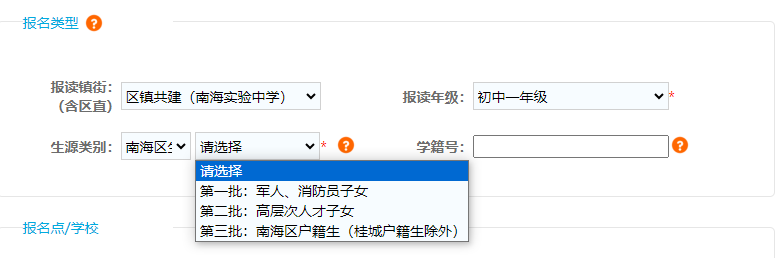 报名类型 ?
报读镇街：
（含区直）
区镇共建（南海实验中学）
报读年级：
初中一年级
*
生源类别：
南海区
请选择
* ?
学籍号：
?
请选择
第一批：军人、消防员子女
第二批：高层次人才子女
第三批：南海区户籍生（桂城户籍生除外）
报名点/学校